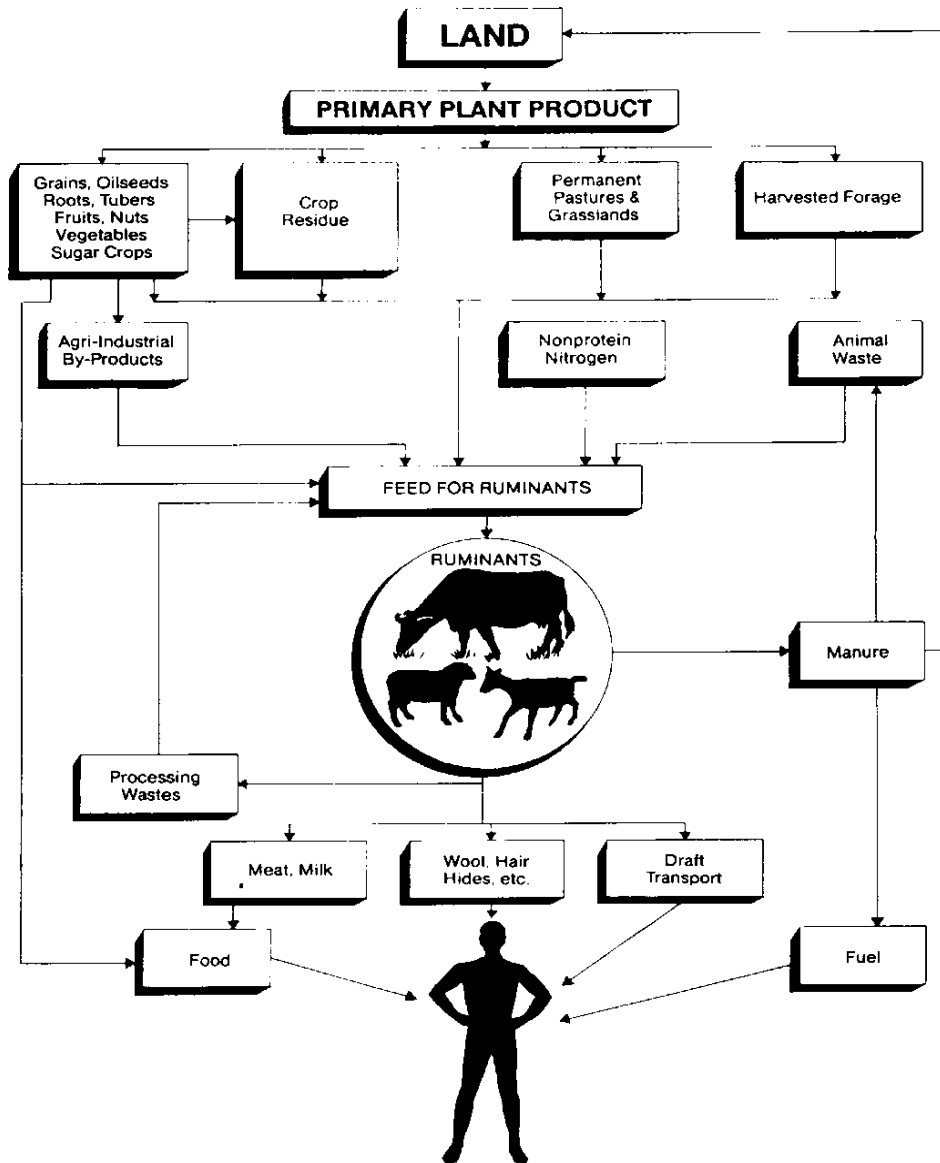 LAND
PRIMARY PLANT PRODUCT
Grains, Oilseeds
Roots, Tubers
Fruits, Nuts
Vegetables
Sugar Crops
Crop
Residue
Permanent
Pastures &
Grasslands
Harvested Forage
Agri-Industrial
By-Products
Nonprotein
Nitrogen
Animal
Waste
FEED FOR RUMINANTS
RUMINANTS
Manure
Processing
Wastes
Meat, Milk
Wool, Hair
Hides, etc.
Draft
Transport
Food
Fuel